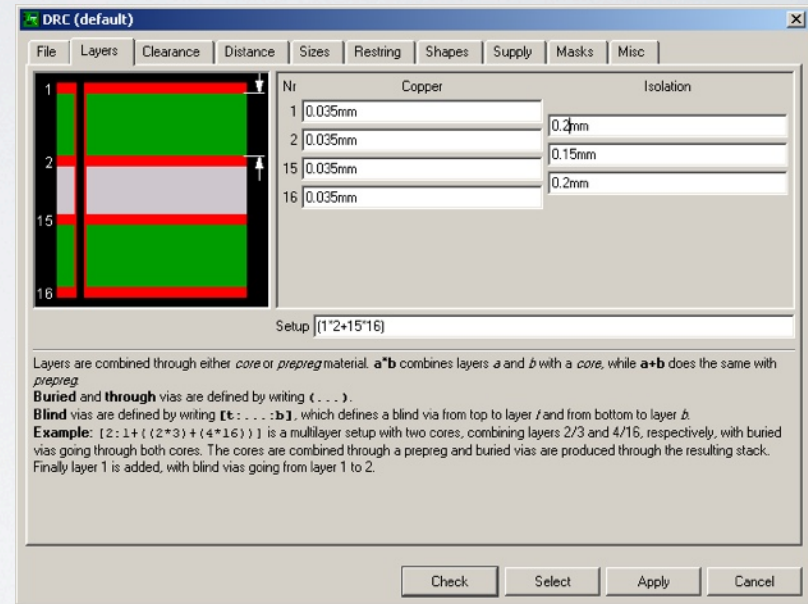 DRC (default)
File Layers Clearance Distance Sizes Restring Shapes Supply Masks Misc
Nr Copper Isolation
1
2
15
16
1 0.035mm
0.2mm
2 0.035mm
0.15mm
15 0.035mm
0.2mm
16 0.035mm
Setup (1*2+15*16)
Layers are combined through either core or prepreg material. a*b combines layers a and b with a core, while a+b does the same with
prepreg.
Buried and through vias are defined by writing (...).
Blind vias are defined by writing [t:...:b], which defines a blind via from top to layer t and from bottom to layer b.
Example: [2:1+((2*3)+(4*16))] is a multilayer setup with two cores, combining layers 2/3 and 4/16, respectively, with buried
vias going through both cores. The cores are combined through a prepreg and buried vias are produced through the resulting stack.
Finally layer 1 is added, with blind vias going from layer 1 to 2.
Check Select Apply Cancel